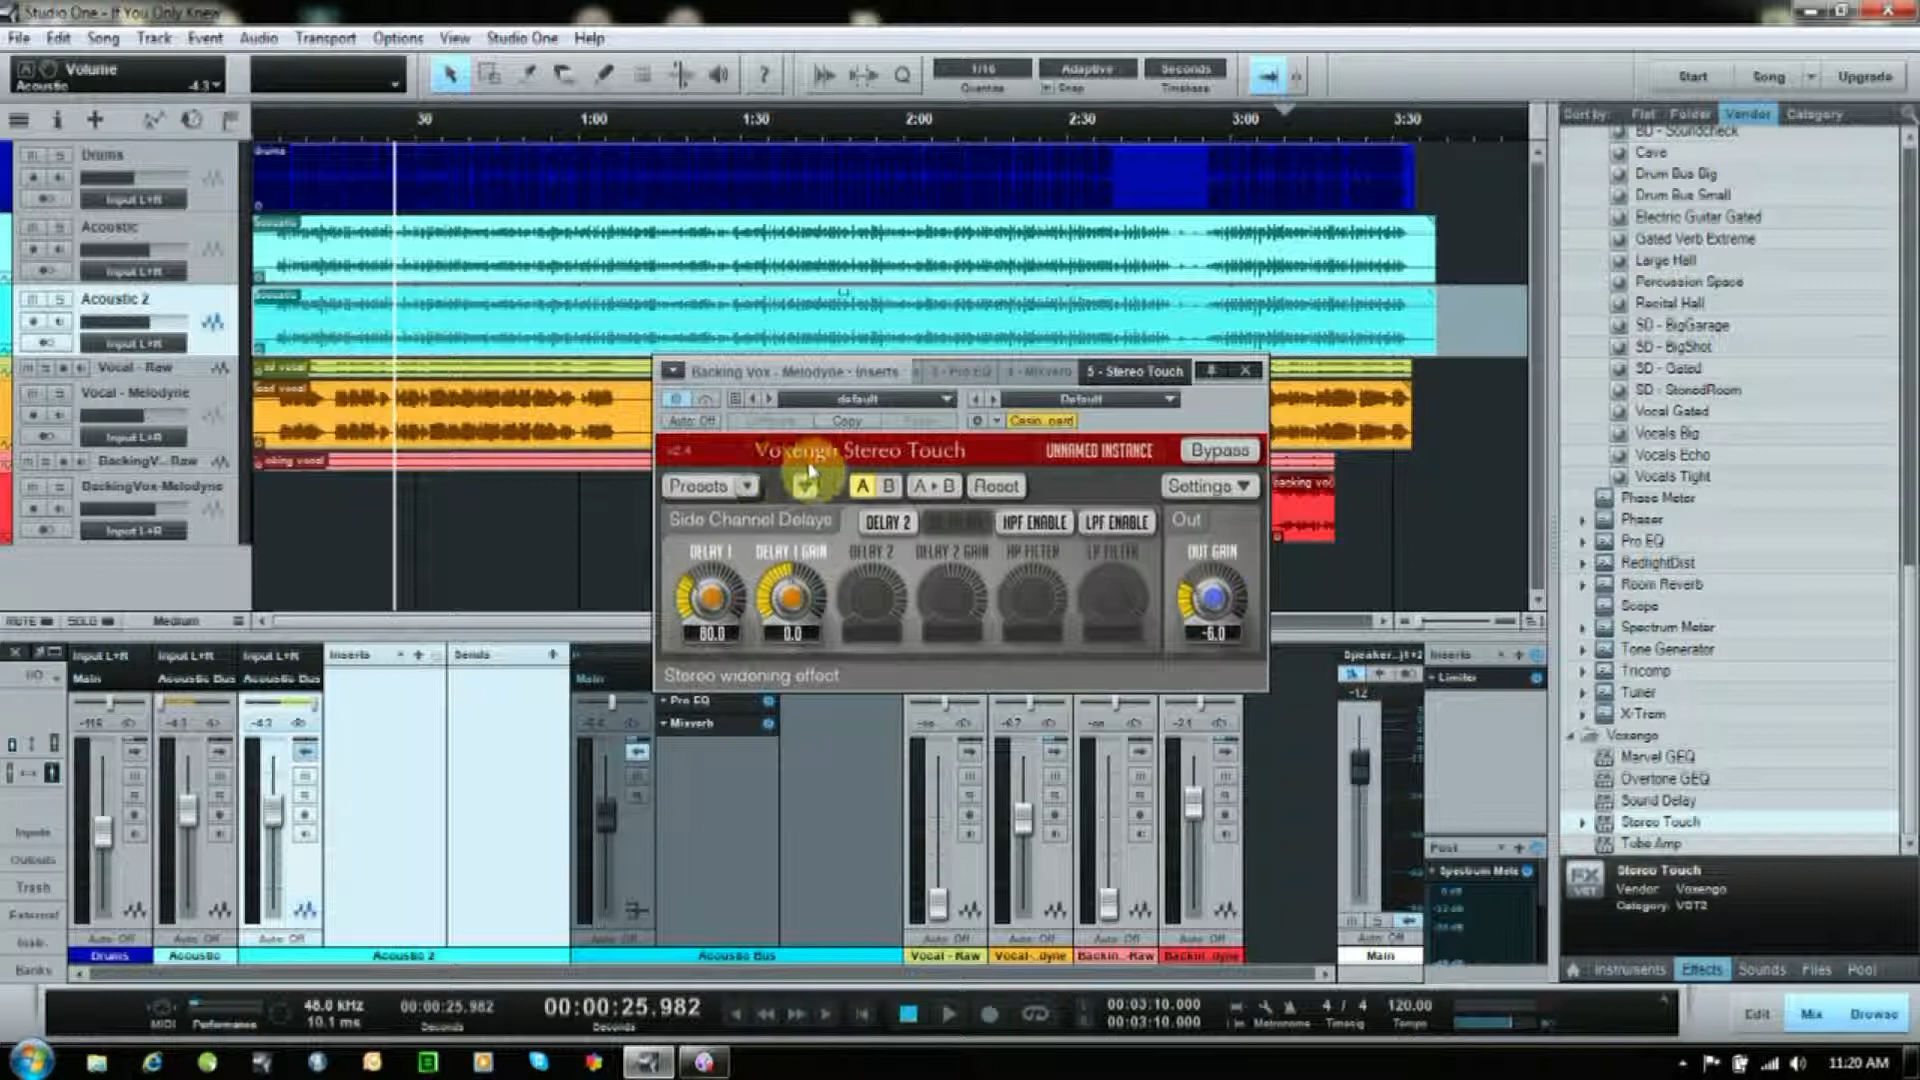 Studio One - If You Only Knew
File Edit Song Track Event Audio Transport Options View Studio One Help
Volume
Acoustic -4.3
1/16 Adaptive Seconds
Quantize Snap Timebase
Start Song Upgrade
30 1:00 1:30 2:00 2:30 3:00 3:30
Sort by: Flat Folder Vendor Category
Drums
Input L+R
Acoustic
Input L+R
Acoustic 2
Input L+R
Vocal - Raw
Vocal - Melodyne
Input L+R
BackingV... Raw
BackingVox-Melodyne
Input L+R
MUTE SOLO Medium
Backing Vox - Melodyne - Inserts 5 - Stereo Touch
default Default
Auto: Off Copy
v2.4 Voxengo Stereo Touch UNNAMED INSTANCE Bypass
Presets A B A▸B Reset Settings
Side Channel Delays DELAY 2 HPF ENABLE LPF ENABLE Out
DELAY 1 DELAY 1 GAIN DELAY 2 DELAY 2 GAIN HP FILTER LP FILTER OUT GAIN
80.0 0.0 -6.0
Stereo widening effect
BD - Soundcheck
Cave
Drum Bus Big
Drum Bus Small
Electric Guitar Gated
Gated Verb Extreme
Large Hall
Percussion Space
Recital Hall
SD - BigGarage
SD - BigShot
SD - Gated
SD - StonedRoom
Vocal Gated
Vocals Big
Vocals Echo
Vocals Tight
Phase Meter
Phaser
Pro EQ
RedlightDist
Room Reverb
Scope
Spectrum Meter
Tone Generator
Tricomp
Tuner
X-Trem
Voxengo
Marvel GEQ
Overtone GEQ
Sound Delay
Stereo Touch
Tube Amp
Stereo Touch
Vendor: Voxengo
Category: VST2
Instruments Effects Sounds Files Pool
Input L+R Input L+R Input L+R Inserts Sends
Main Acoustic Bus Acoustic Bus Main
Pro EQ
Mixverb
Inserts
Limiter
Post
Inputs
Outputs
Trash
External
Instr.
Banks
Auto: Off Auto: Off Auto: Off Auto: Off Auto: Off Auto: Off Auto: Off Auto: Off
Drums Acoustic Acoustic 2 Acoustic Bus Vocal - Raw Vocal-..dyne Backin...-Raw Backin..dyne Main
MIDI Performance 48.0 kHz 10.1 ms 00:00:25.982 Seconds 00:00:25.982 Seconds 00:03:10.000 00:03:10.000 Metronome 4 / 4 Timesig 120.00 Tempo
Edit Mix Browse
11:20 AM